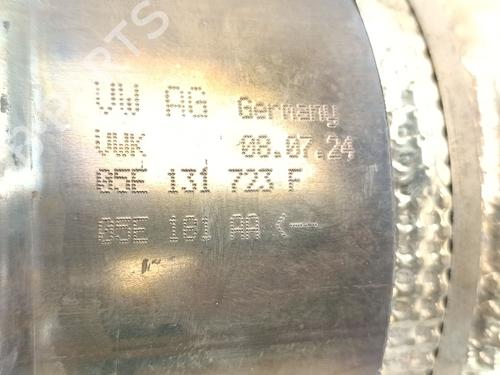 VW AG Germany
VWK 08.07.24
05E 131 723 F
05E 181 AA <--